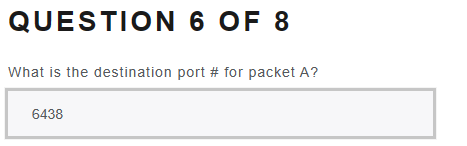 QUESTION 6 OF 8
What is the destination port # for packet A?
6438